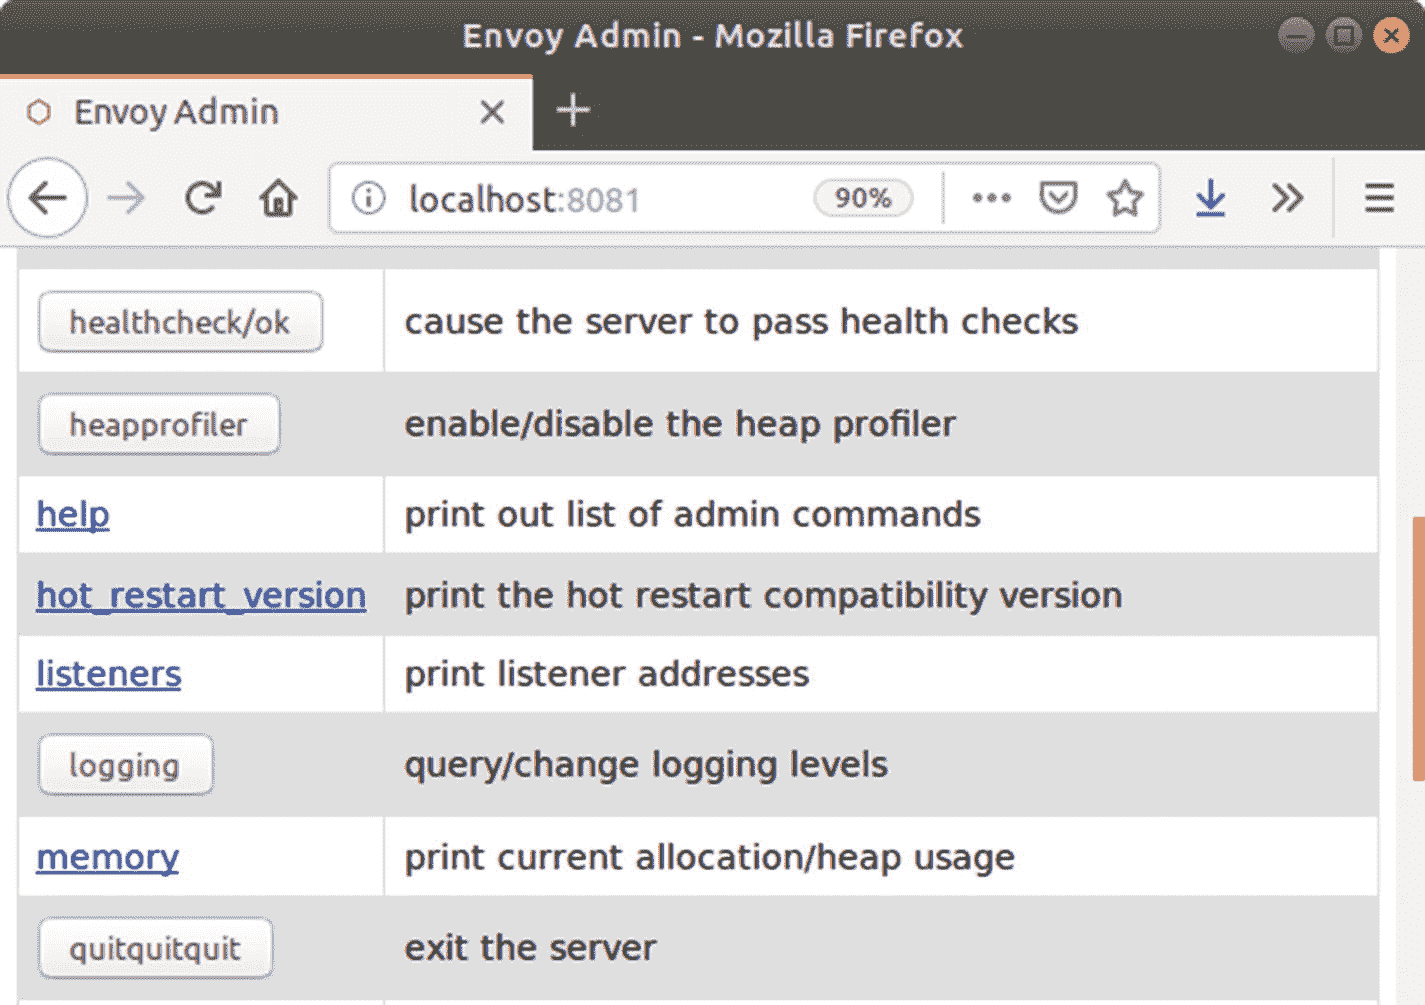 Envoy Admin - Mozilla Firefox
Envoy Admin
localhost:8081 90%
healthcheck/ok cause the server to pass health checks
heapprofiler enable/disable the heap profiler
help print out list of admin commands
hot_restart_version print the hot restart compatibility version
listeners print listener addresses
logging query/change logging levels
memory print current allocation/heap usage
quitquitquit exit the server